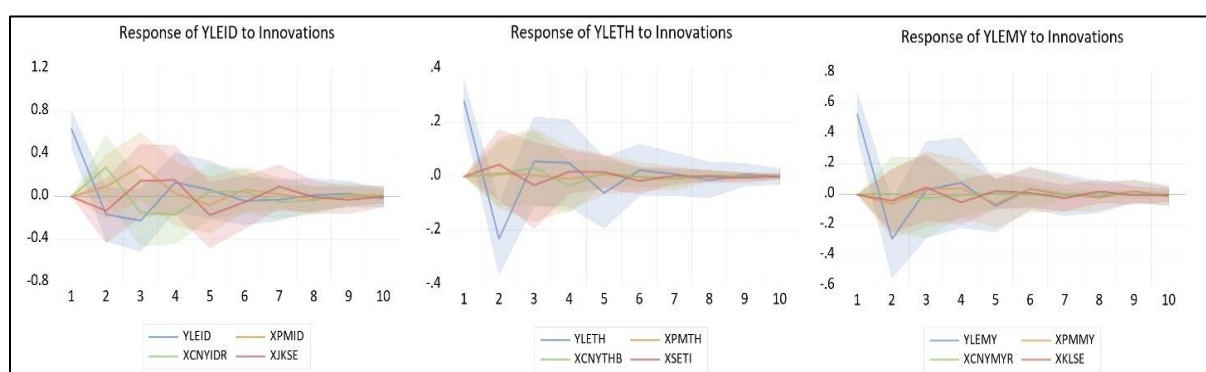 Response of YLEID to Innovations
1.2
0.8
0.4
0.0
-0.4
-0.8
1 2 3 4 5 6 7 8 9 10
YLEID XPMID
XCNYIDR XJKSE
Response of YLETH to Innovations
.4
.2
.0
-.2
-.4
1 2 3 4 5 6 7 8 9 10
YLETH XPMTH
XCNYTHB XSETI
Response of YLEMY to Innovations
.8
.6
.4
.2
.0
-.2
-.4
-.6
1 2 3 4 5 6 7 8 9 10
YLEMY XPMMY
XCNYMYR XKLSE